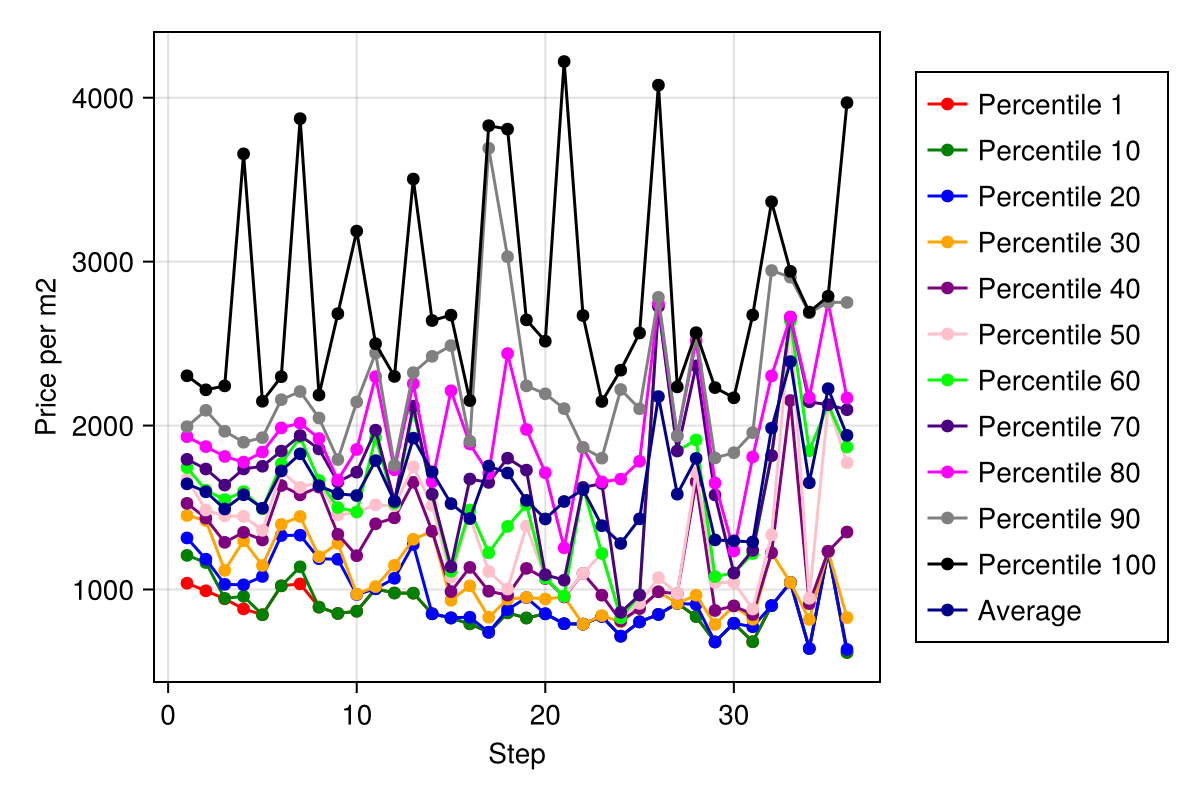 4000
3000
2000
1000
Price per m2
0
10
20
30
Step
Percentile 1
Percentile 10
Percentile 20
Percentile 30
Percentile 40
Percentile 50
Percentile 60
Percentile 70
Percentile 80
Percentile 90
Percentile 100
Average